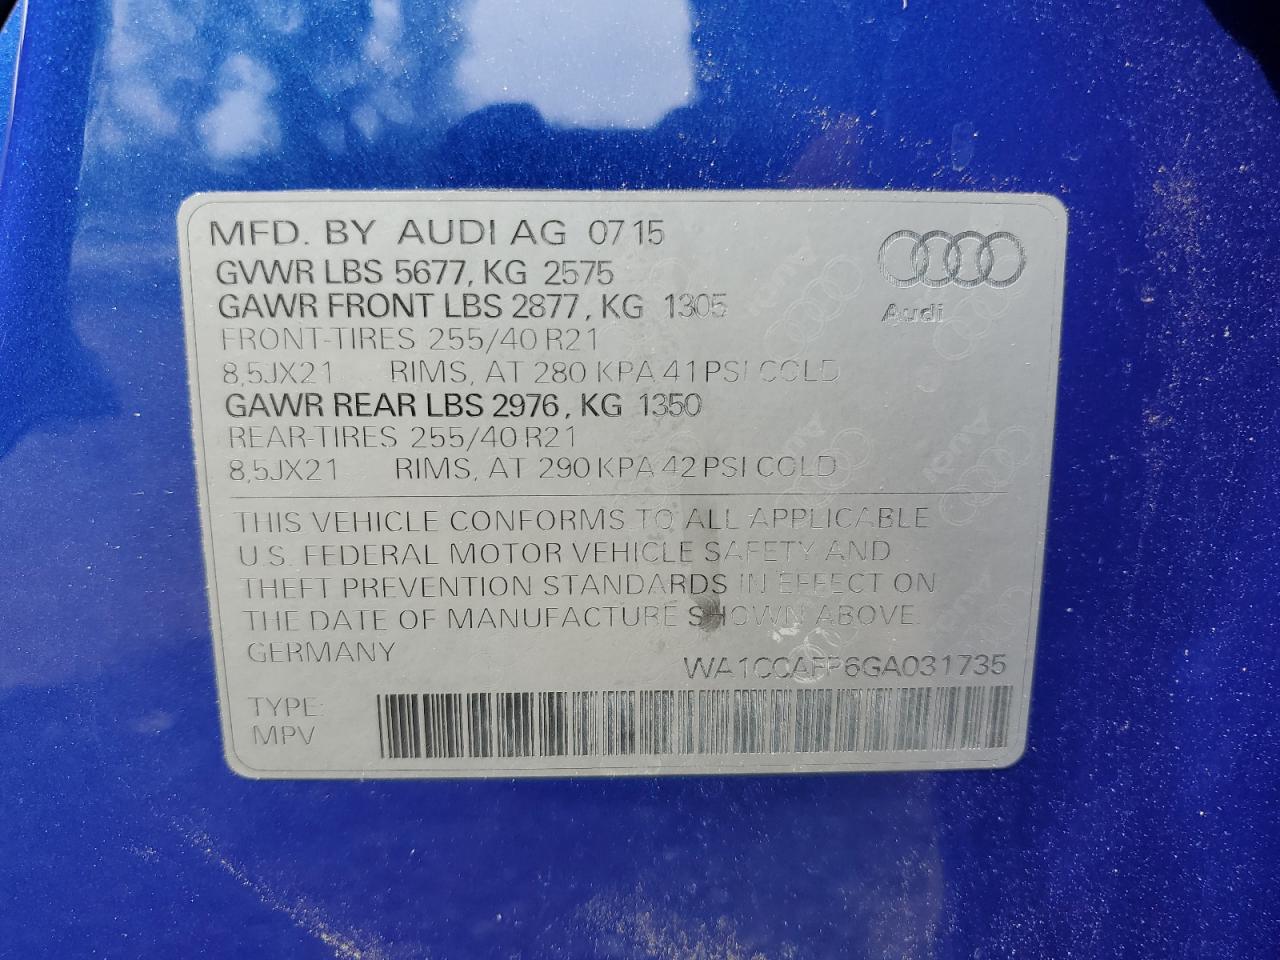 MFD. BY AUDI AG 07 15
GVWR LBS 5677, KG 2575
GAWR FRONT LBS 2877, KG 1305
FRONT-TIRES 255/40 R21
8,5JX21 RIMS, AT 280 KPA 41 PSI COLD
GAWR REAR LBS 2976, KG 1350
REAR-TIRES 255/40 R21
8,5JX21 RIMS, AT 290 KPA 42 PSI COLD
Audi
THIS VEHICLE CONFORMS TO ALL APPLICABLE
U.S. FEDERAL MOTOR VEHICLE SAFETY AND
THEFT PREVENTION STANDARDS IN EFFECT ON
THE DATE OF MANUFACTURE SHOWN ABOVE.
GERMANY
WA1CCAFP6GA031735
TYPE:
MPV